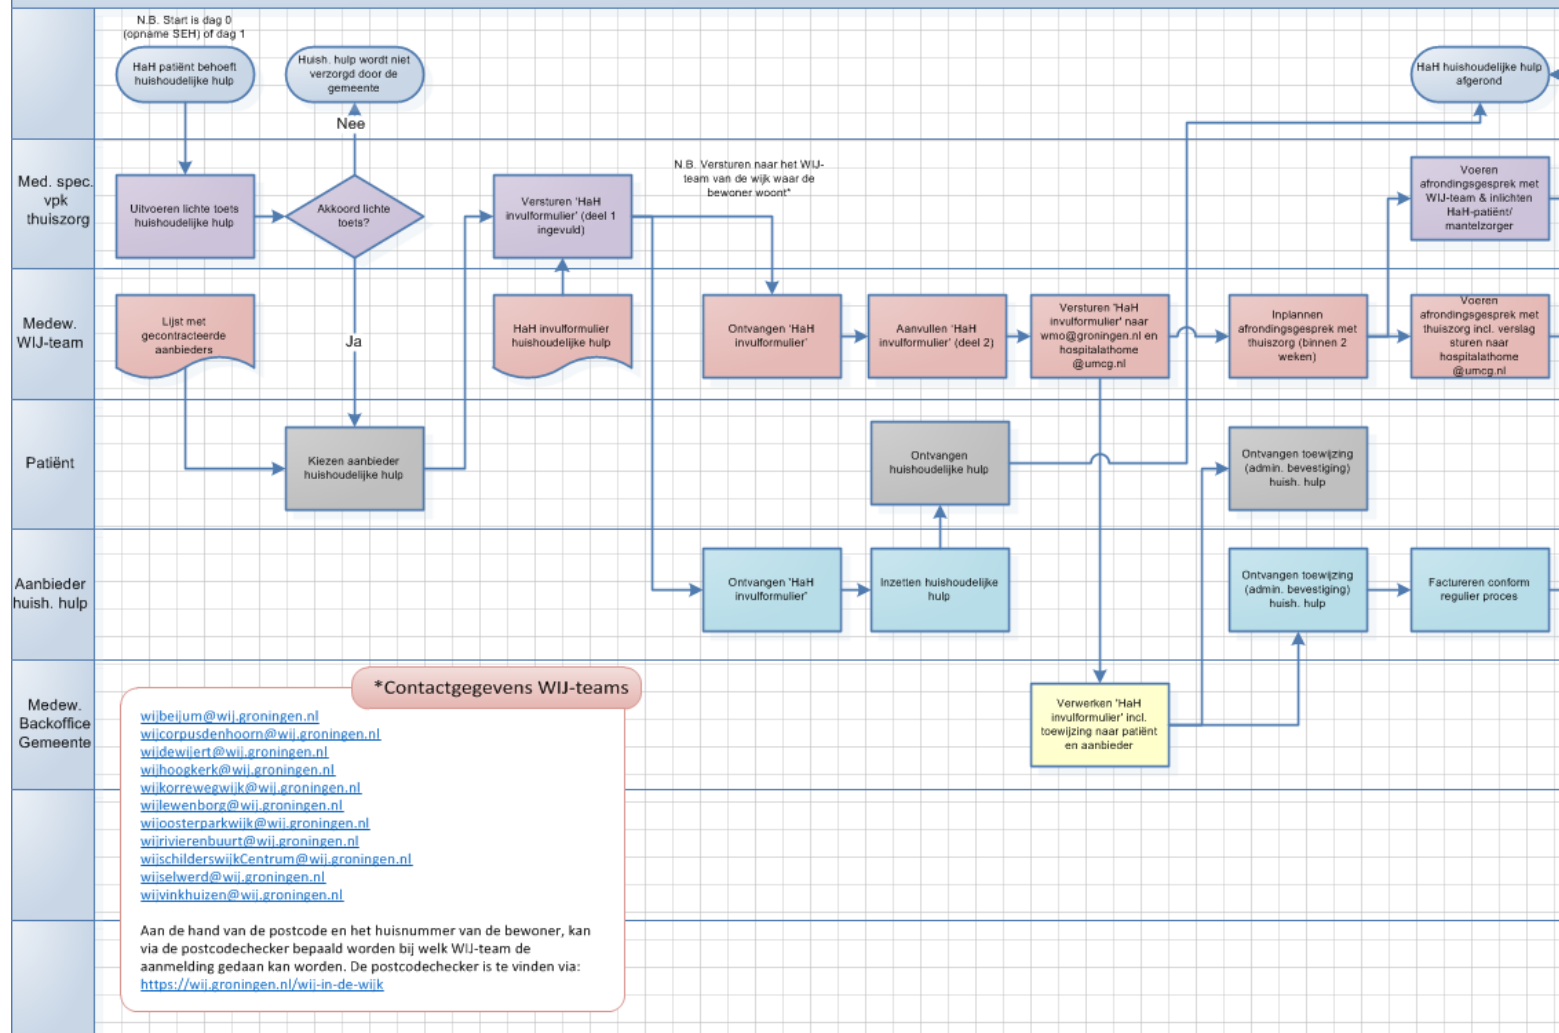 N.B. Start is dag 0
(opname SEH) of dag 1
HaH patiënt behoeft
huishoudelijke hulp
Huish. hulp wordt niet
verzorgd door de
gemeente
HaH huishoudelijke hulp
afgerond
Nee
Med. spec.
vpk
thuiszorg
Uitvoeren lichte toets
huishoudelijke hulp
Akkoord lichte
toets?
Versturen 'HaH
invulformulier' (deel 1
ingevuld)
N.B. Versturen naar het WIJ-
team van de wijk waar de
bewoner woont*
Voeren
afrondingsgesprek met
WIJ-team & inlichten
HaH-patiënt/
mantelzorger
Medew.
WIJ-team
Lijst met
gecontracteerde
aanbieders
Ja
HaH invulformulier
huishoudelijke hulp
Ontvangen 'HaH
invulformulier'
Aanvullen 'HaH
invulformulier' (deel 2)
Versturen 'HaH
invulformulier' naar
wmo@groningen.nl en
hospitalathome
@umcg.nl
Inplannen
afrondingsgesprek met
thuiszorg (binnen 2
weken)
Voeren
afrondingsgesprek met
thuiszorg incl. verslag
sturen naar
hospitalathome
@umcg.nl
Patiënt
Kiezen aanbieder
huishoudelijke hulp
Ontvangen
huishoudelijke hulp
Ontvangen toewijzing
(admin. bevestiging)
huish. hulp
Aanbieder
huish. hulp
Ontvangen 'HaH
invulformulier'
Inzetten huishoudelijke
hulp
Ontvangen toewijzing
(admin. bevestiging)
huish. hulp
Factureren conform
regulier proces
Medew.
Backoffice
Gemeente
Verwerken 'HaH
invulformulier' incl.
toewijzing naar patiënt
en aanbieder
*Contactgegevens WIJ-teams
wijbeijum@wij.groningen.nl
wijcorpusdenhoorn@wij.groningen.nl
wijdewijert@wij.groningen.nl
wijhoogkerk@wij.groningen.nl
wijkorrewegwijk@wij.groningen.nl
wijlewenborg@wij.groningen.nl
wijoosterparkwijk@wij.groningen.nl
wijrivierenbuurt@wij.groningen.nl
wijschilderswijkCentrum@wij.groningen.nl
wijselwerd@wij.groningen.nl
wijvinkhuizen@wij.groningen.nl
Aan de hand van de postcode en het huisnummer van de bewoner, kan
via de postcodechecker bepaald worden bij welk WIJ-team de
aanmelding gedaan kan worden. De postcodechecker is te vinden via:
https://wij.groningen.nl/wij-in-de-wijk